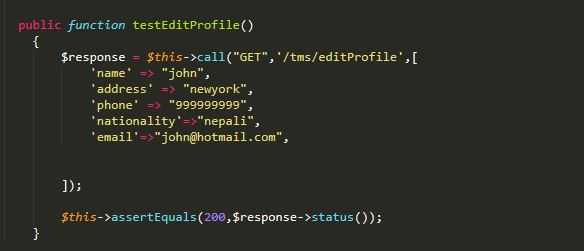 public function testEditProfile()
{
$response = $this->call("GET",'/tms/editProfile',[
'name' => "john",
'address' => "newyork",
'phone' => "999999999",
'nationality'=>"nepali",
'email'=>"john@hotmail.com",
]);
$this->assertEquals(200,$response->status());
}